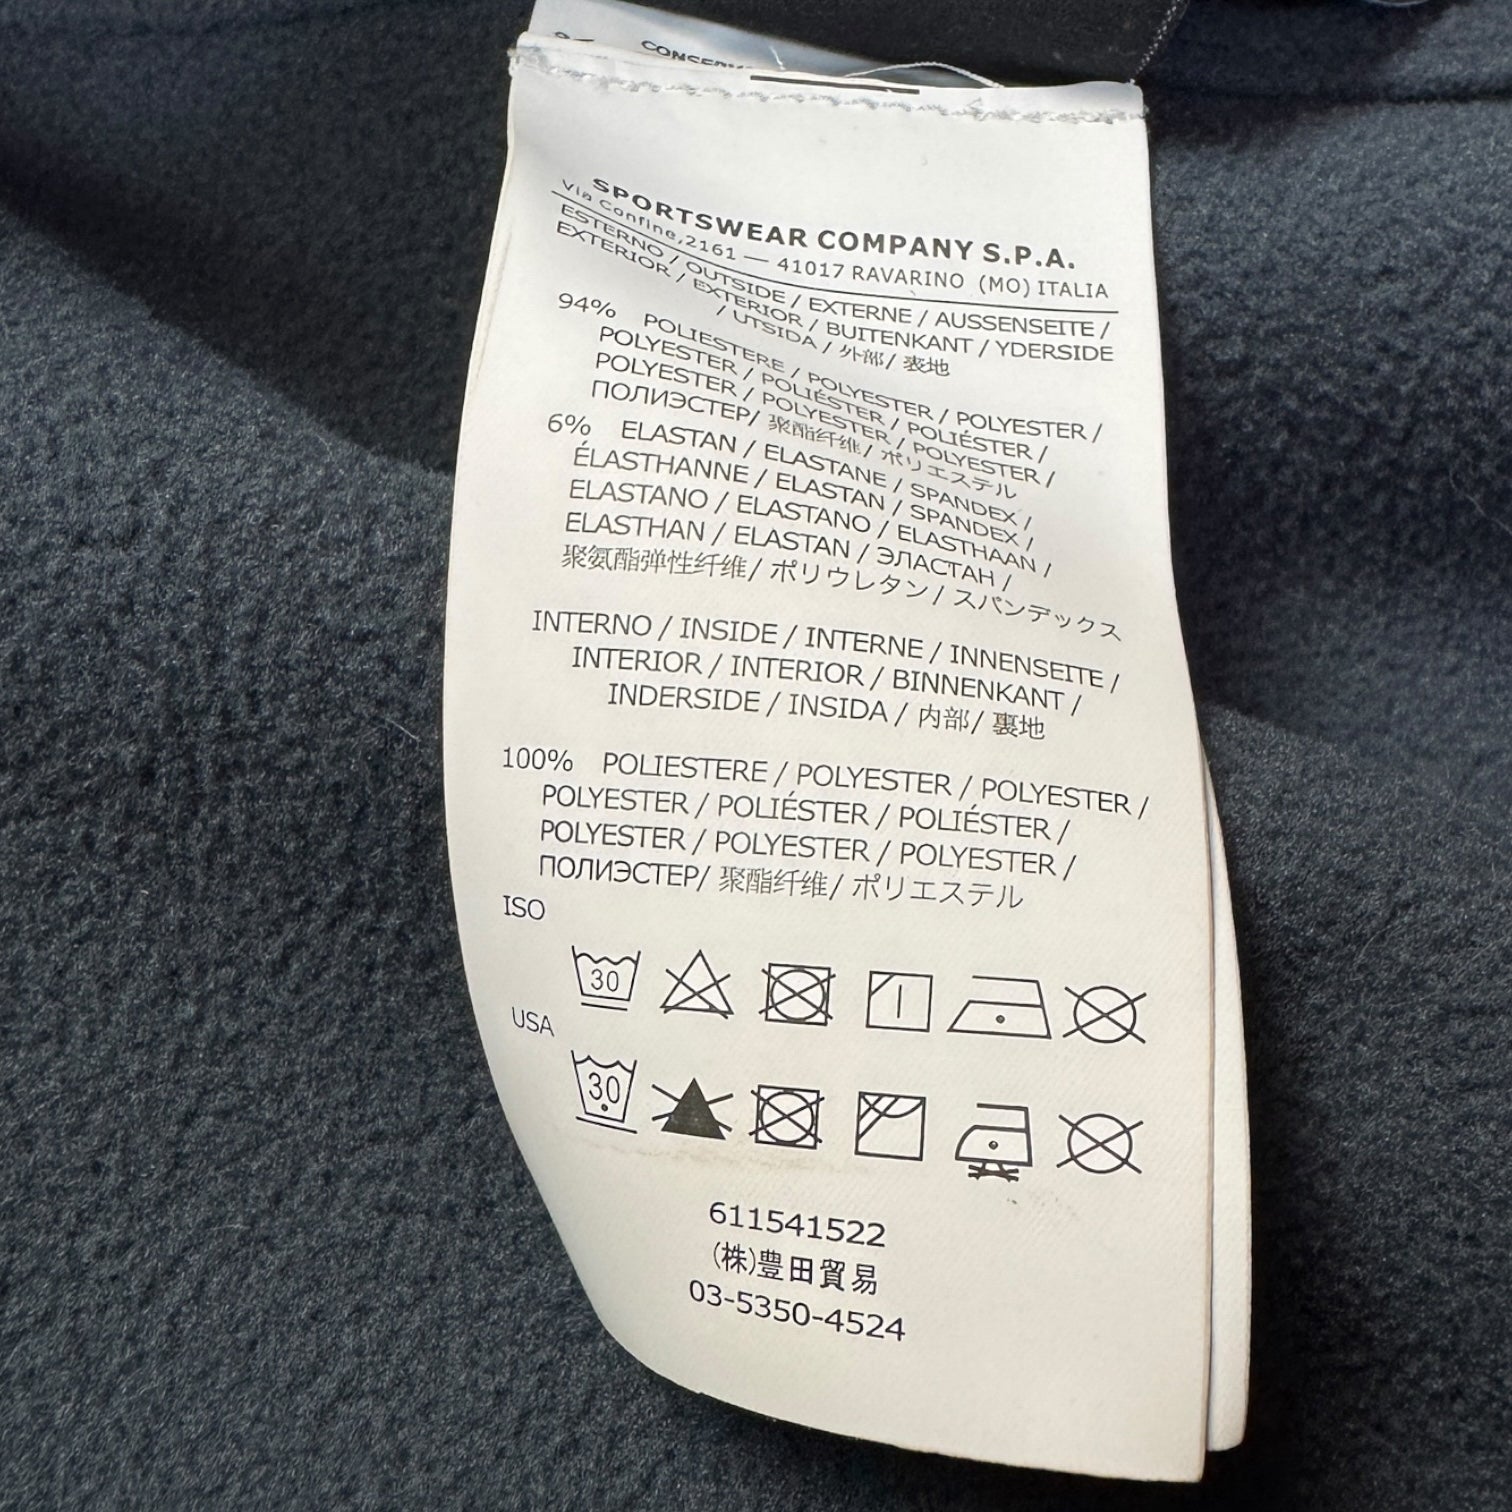 CONSERV
SPORTSWEAR COMPANY S.P.A.
Via Confine,2161 — 41017 RAVARINO (MO) ITALIA
ESTERNO / OUTSIDE / EXTERNE / AUSSENSEITE /
EXTERIOR / EXTERIOR / BUITENKANT / YDERSIDE
/ UTSIDA / 外部/ 表地
94% POLIESTERE / POLYESTER / POLYESTER /
POLYESTER / POLIÉSTER / POLIÉSTER /
POLYESTER / POLYESTER / POLYESTER /
ПОЛИЭСТЕР/ 聚酯纤维/ ポリエステル
6% ELASTAN / ELASTANE / SPANDEX /
ÉLASTHANNE / ELASTAN / SPANDEX /
ELASTANO / ELASTANO / ELASTHAAN /
ELASTHAN / ELASTAN / ЭЛАСТАН /
聚氨酯弹性纤维/ ポリウレタン / スパンデックス
INTERNO / INSIDE / INTERNE / INNENSEITE /
INTERIOR / INTERIOR / BINNENKANT /
INDERSIDE / INSIDA / 内部/ 裏地
100% POLIESTERE / POLYESTER / POLYESTER /
POLYESTER / POLIÉSTER / POLIÉSTER /
POLYESTER / POLYESTER / POLYESTER /
ПОЛИЭСТЕР/ 聚酯纤维/ ポリエステル
ISO
30
USA
30
611541522
(株)豊田貿易
03-5350-4524